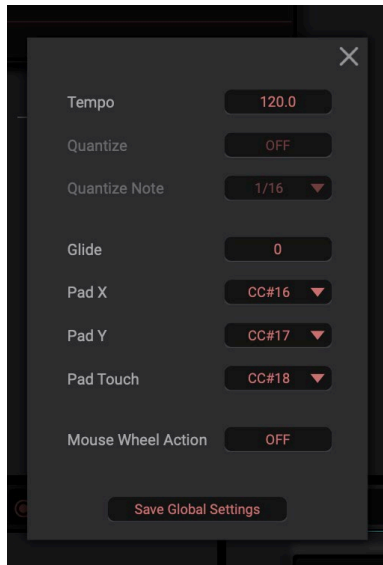 Tempo 120.0
Quantize OFF
Quantize Note 1/16
Glide 0
Pad X CC#16
Pad Y CC#17
Pad Touch CC#18
Mouse Wheel Action OFF
Save Global Settings